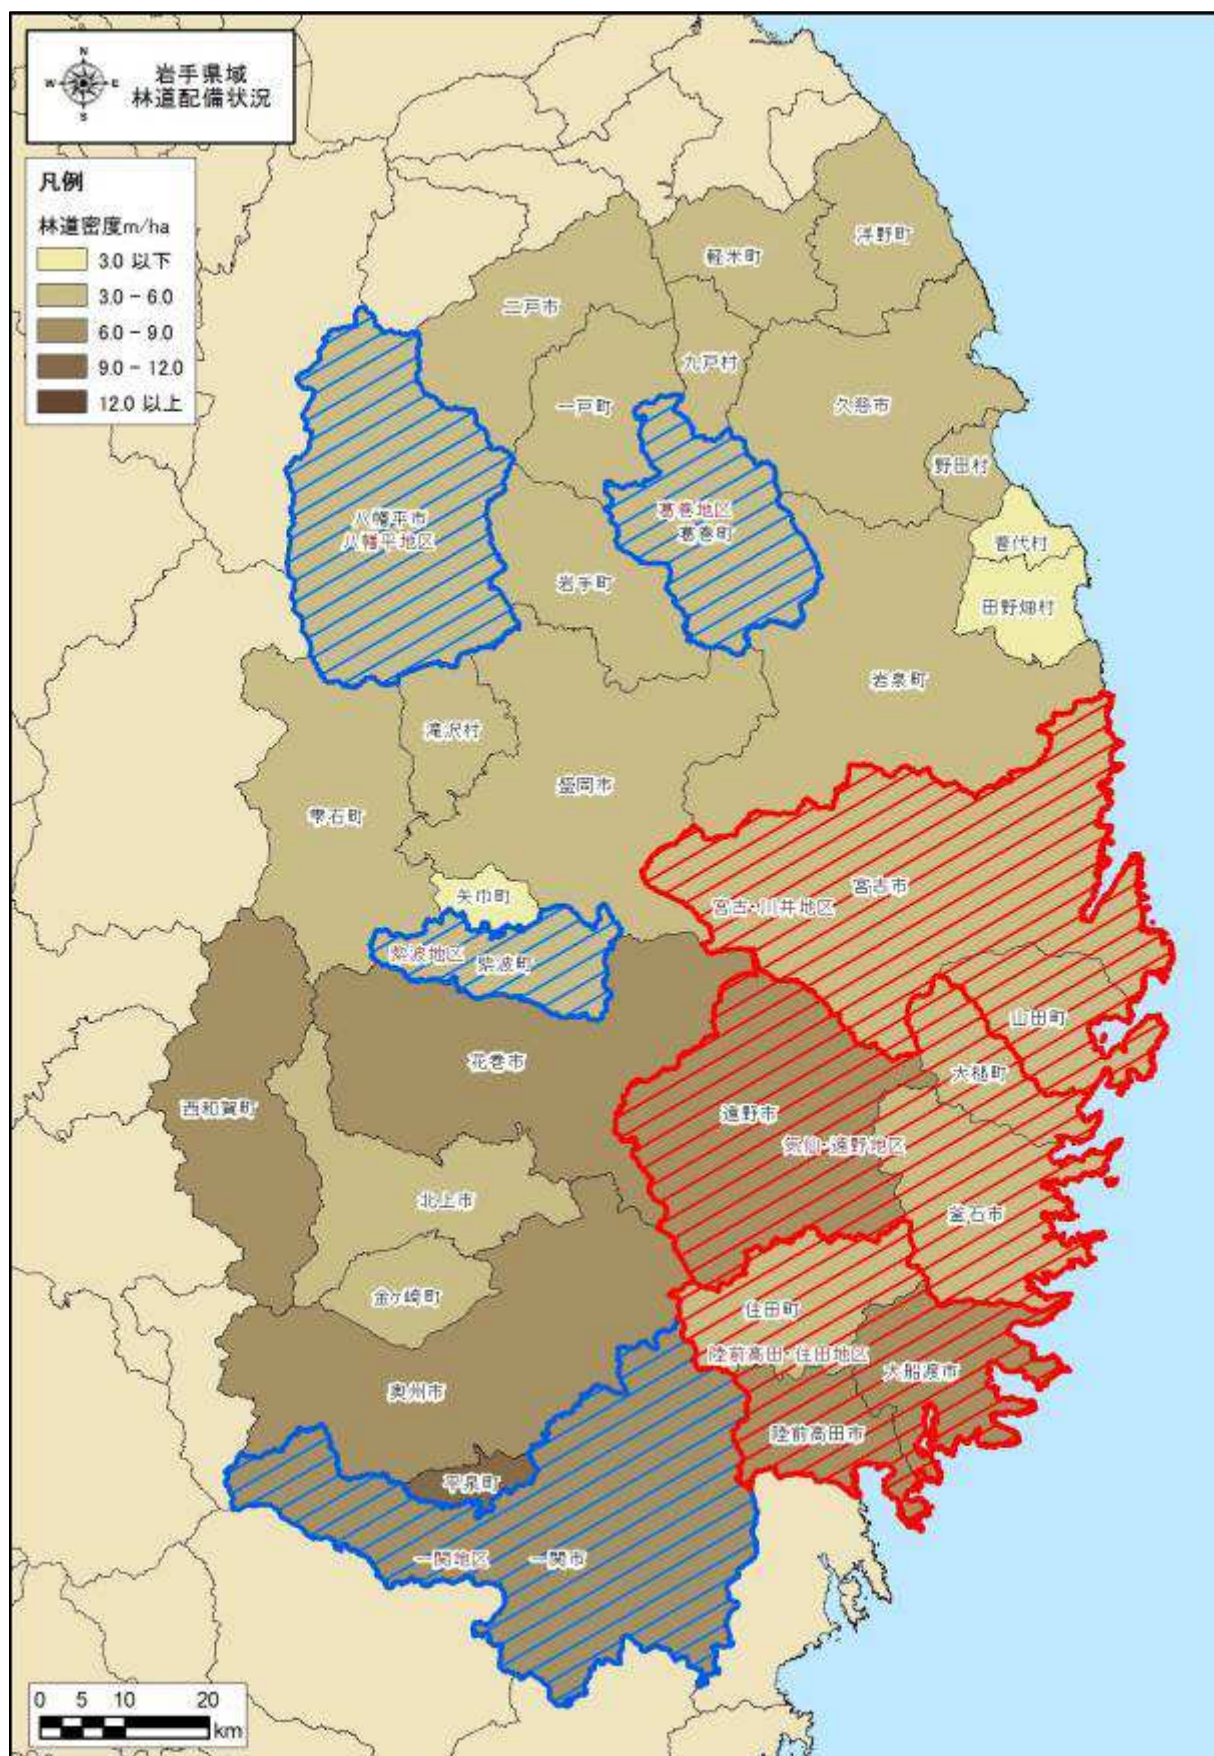 N
W E
S
岩手県域
林道配備状況
凡例
林道密度m/ha
3.0 以下
3.0 - 6.0
6.0 - 9.0
9.0 - 12.0
12.0 以上
洋野町
軽米町
二戸市
九戸村
一戸町
久慈市
野田村
葛巻地区
葛巻町
八幡平市
八幡平地区
普代村
岩手町
田野畑村
岩泉町
滝沢村
盛岡市
雫石町
宮古市
矢巾町
宮古・川井地区
紫波地区
紫波町
山田町
花巻市
大槌町
西和賀町
遠野市
気仙・遠野地区
北上市
釜石市
金ケ崎町
住田町
陸前高田・住田地区
大船渡市
奥州市
陸前高田市
平泉町
一関地区
一関市
0 5 10 20
km